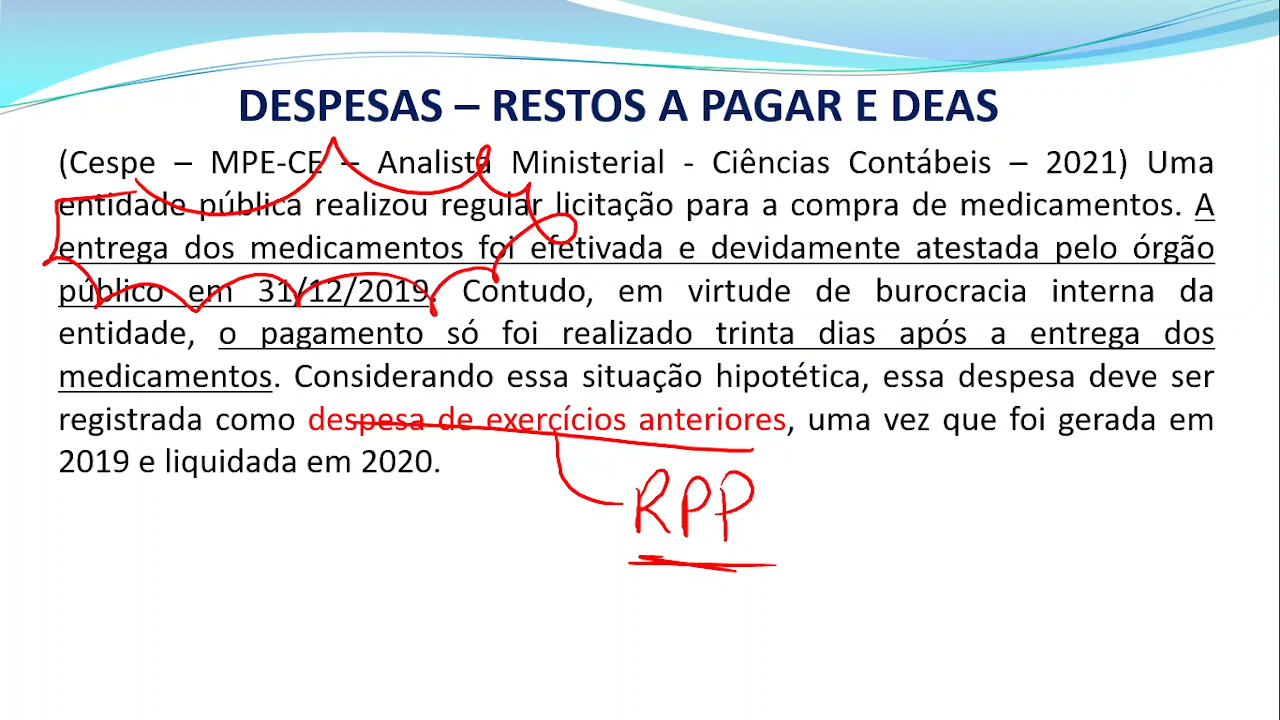 DESPESAS – RESTOS A PAGAR E DEAS
(Cespe – MPE-CE – Analista Ministerial - Ciências Contábeis – 2021) Uma
entidade pública realizou regular licitação para a compra de medicamentos. A
entrega dos medicamentos foi efetivada e devidamente atestada pelo órgão
público em 31/12/2019. Contudo, em virtude de burocracia interna da
entidade, o pagamento só foi realizado trinta dias após a entrega dos
medicamentos. Considerando essa situação hipotética, essa despesa deve ser
registrada como despesa de exercícios anteriores, uma vez que foi gerada em
2019 e liquidada em 2020.
RPP